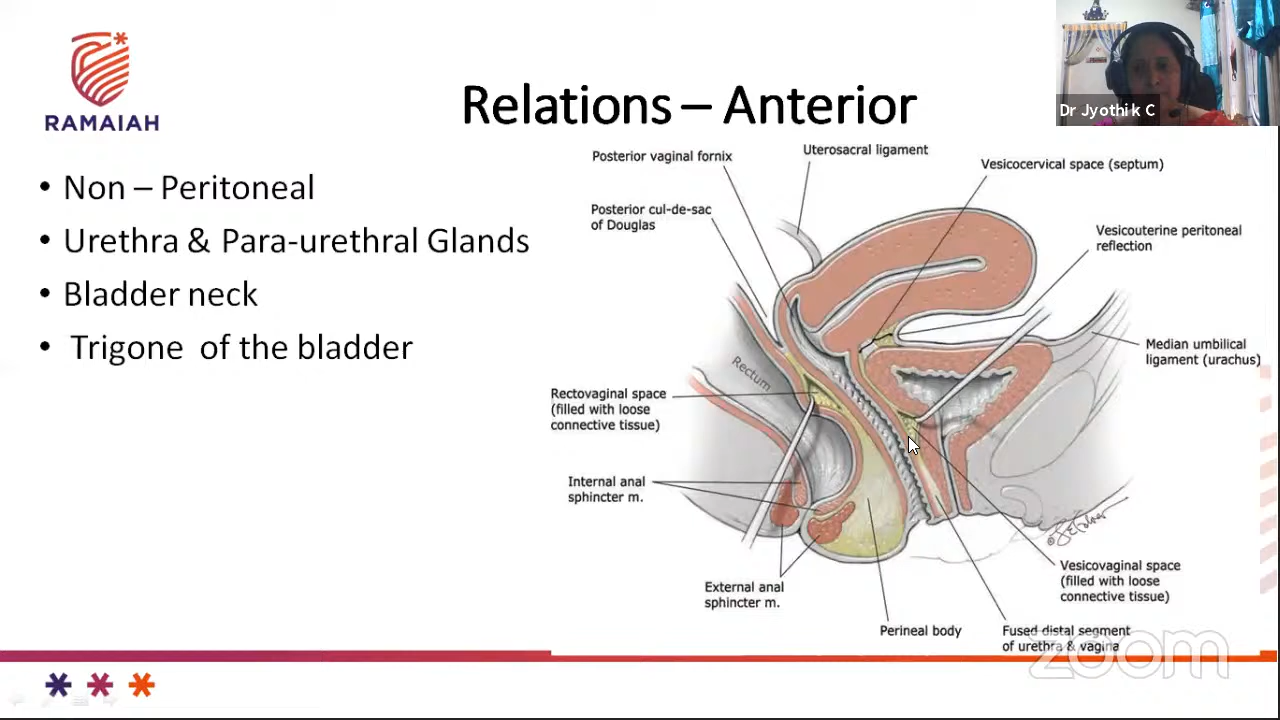 RAMAIAH
Relations – Anterior
Dr Jyothi k C
• Non – Peritoneal
• Urethra & Para-urethral Glands
• Bladder neck
• Trigone of the bladder
Posterior vaginal fornix
Uterosacral ligament
Vesicocervical space (septum)
Posterior cul-de-sac
of Douglas
Vesicouterine peritoneal
reflection
Median umbilical
ligament (urachus)
Rectum
Rectovaginal space
(filled with loose
connective tissue)
Internal anal
sphincter m.
External anal
sphincter m.
Perineal body
Vesicovaginal space
(filled with loose
connective tissue)
Fused distal segment
of urethra & vagina
zoom